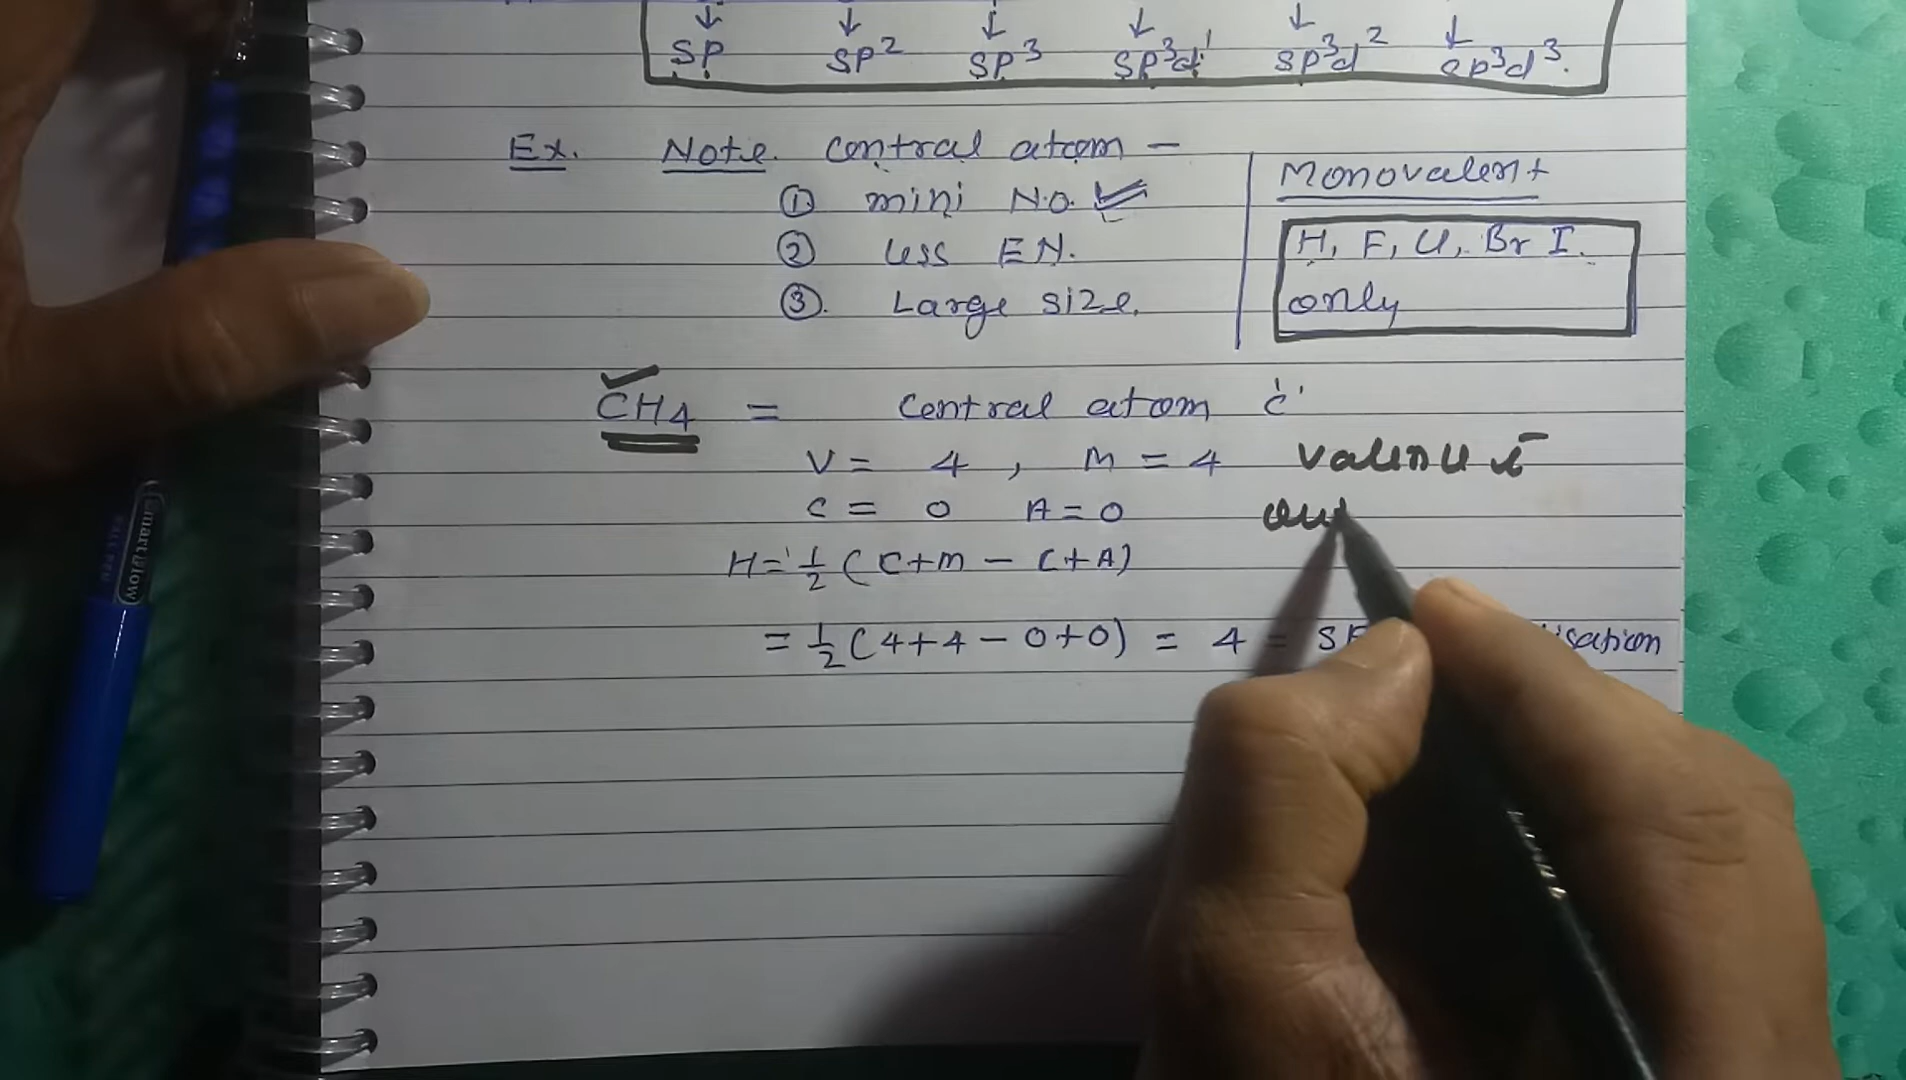 ↓ ↓ ↓ ↓ ↓ ↓
SP SP² SP³ SP³d¹ SP³d² SP³d³.
Ex. Note. Central atom —
① mini N.O.
② less EN.
③. Large size.
Monovalent
H, F, Cl, Br I.
only
CH4 = Central atom 'c'
V = 4, M = 4
C = 0 A = 0
H = ½ (C+M − C+A)
= ½ (4+4 − 0+0) = 4 =
smart flow